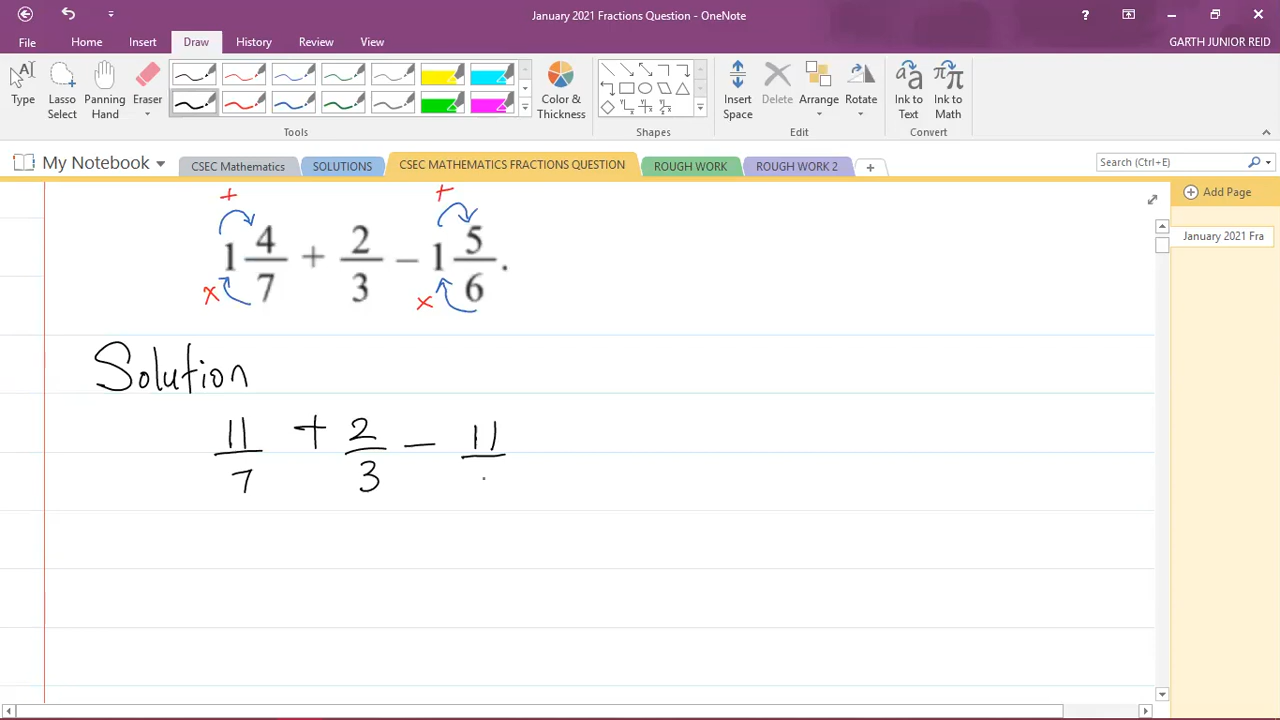 January 2021 Fractions Question - OneNote
?
File Home Insert Draw History Review View
GARTH JUNIOR REID
Type
Lasso Select
Panning Hand
Eraser
Color & Thickness
Insert Space
Delete
Arrange
Rotate
Ink to Text
Ink to Math
Tools
Shapes
Edit
Convert
My Notebook
CSEC Mathematics
SOLUTIONS
CSEC MATHEMATICS FRACTIONS QUESTION
ROUGH WORK
ROUGH WORK 2
+
Search (Ctrl+E)
Add Page
January 2021 Fra
+ +
1 4/7 + 2/3 − 1 5/6.
× ×
Solution
11/7 + 2/3 − 11/